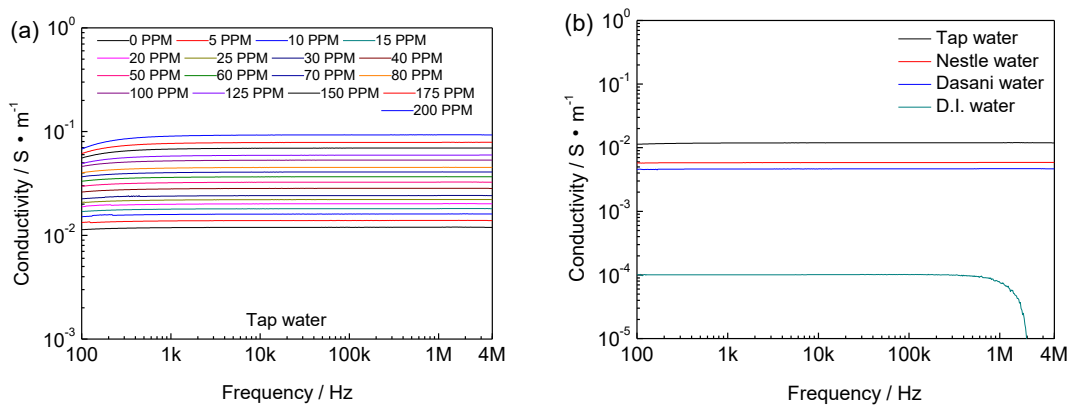 (a)
0 PPM 5 PPM 10 PPM 15 PPM
20 PPM 25 PPM 30 PPM 40 PPM
50 PPM 60 PPM 70 PPM 80 PPM
100 PPM 125 PPM 150 PPM 175 PPM
200 PPM
10⁰
10⁻¹
10⁻²
10⁻³
Conductivity / S • m⁻¹
Tap water
100 1k 10k 100k 1M 4M
Frequency / Hz
(b)
Tap water
Nestle water
Dasani water
D.I. water
10⁰
10⁻¹
10⁻²
10⁻³
10⁻⁴
10⁻⁵
Conductivity / S • m⁻¹
100 1k 10k 100k 1M 4M
Frequency / Hz